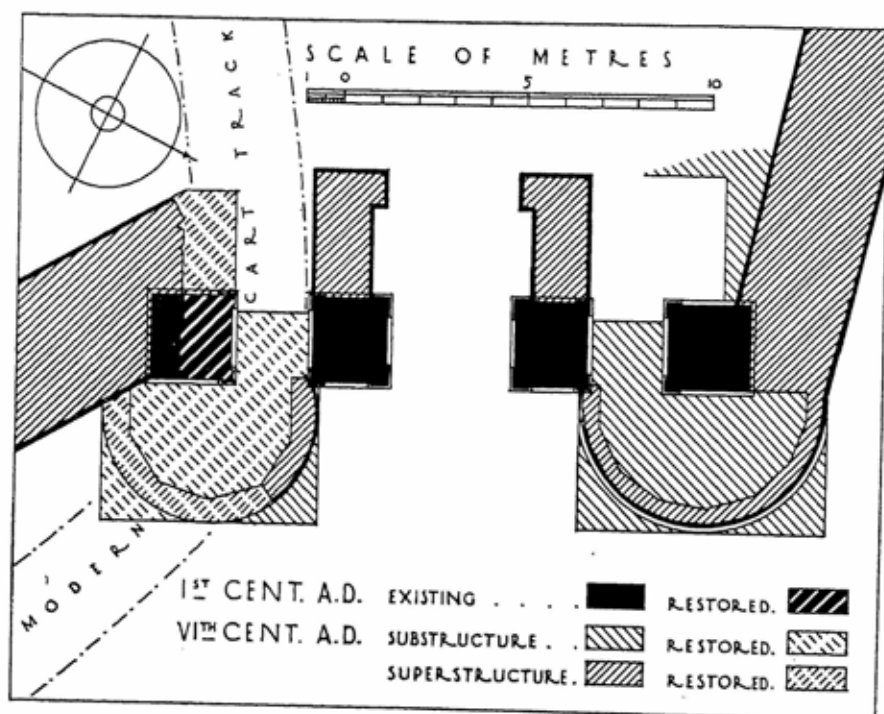 SCALE OF METRES
1 0 5 10
CART TRACK
MODERN
IST CENT. A.D. EXISTING . . . . RESTORED.
VITH CENT. A.D. SUBSTRUCTURE . . RESTORED.
SUPERSTRUCTURE. RESTORED.